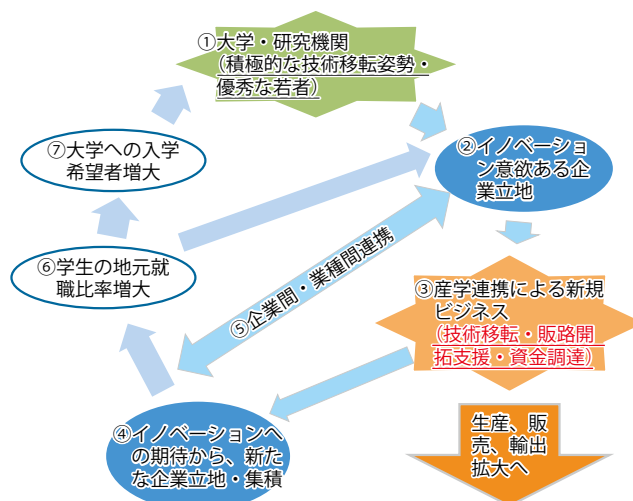 ①大学・研究機関
（積極的な技術移転姿勢・
優秀な若者）
②イノベーショ
ン意欲ある企
業立地
③産学連携による新規
ビジネス
（技術移転・販路開
拓支援・資金調達）
生産、販
売、輸出
拡大へ
④イノベーションへ
の期待から、新た
な企業立地・集積
⑤企業間・業種間連携
⑥学生の地元就
職比率増大
⑦大学への入学
希望者増大